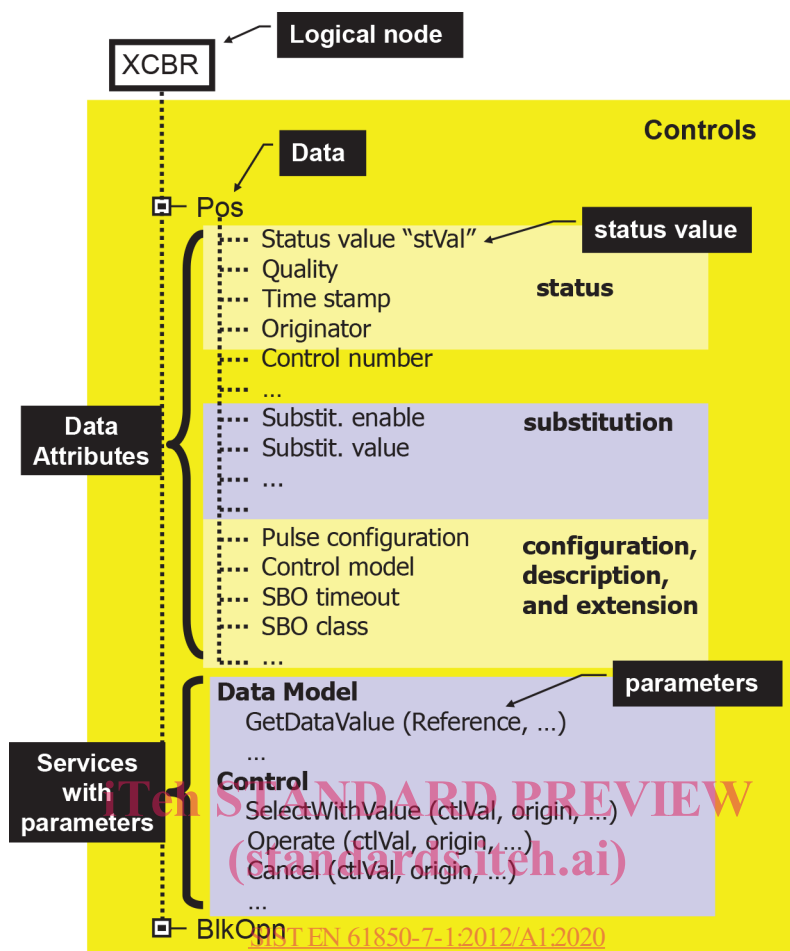 Logical node
XCBR
Controls
Data
Pos
status value
Status value “stVal”
Quality
status
Time stamp
Originator
Control number
...
Data
Attributes
Substit. enable
substitution
Substit. value
...
Pulse configuration
configuration,
Control model
description,
SBO timeout
and extension
SBO class
...
parameters
Data Model
GetDataValue (Reference, ...)
...
Services
with
parameters
Control
iTeh STANDARD PREVIEW
SelectWithValue (ctlVal, origin, ...)
Operate (ctlVal, origin, ...)
(standards.iteh.ai)
Cancel (ctlVal, origin, ...)
...
BlkOpn
SIST EN 61850-7-1:2012/A1:2020